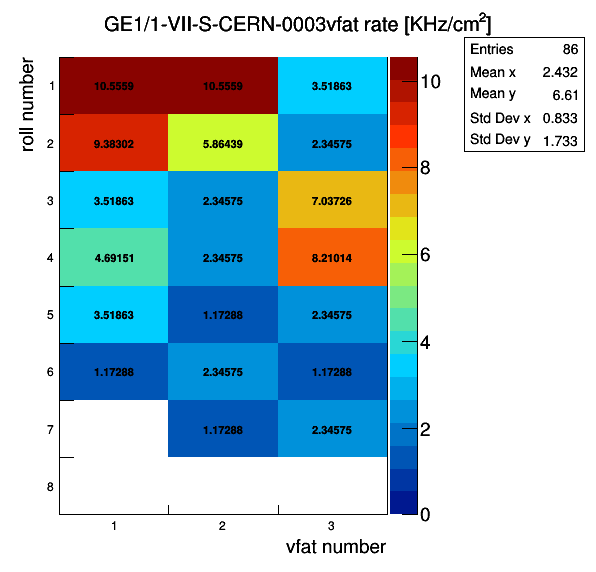 GE1/1-VII-S-CERN-0003vfat rate [KHz/cm²]
Entries 86
Mean x 2.432
Mean y 6.61
Std Dev x 0.833
Std Dev y 1.733
roll number
1 10.5559 10.5559 3.51863
2 9.38302 5.86439 2.34575
3 3.51863 2.34575 7.03726
4 4.69151 2.34575 8.21014
5 3.51863 1.17288 2.34575
6 1.17288 2.34575 1.17288
7 1.17288 2.34575
8
1 2 3
vfat number
10
8
6
4
2
0